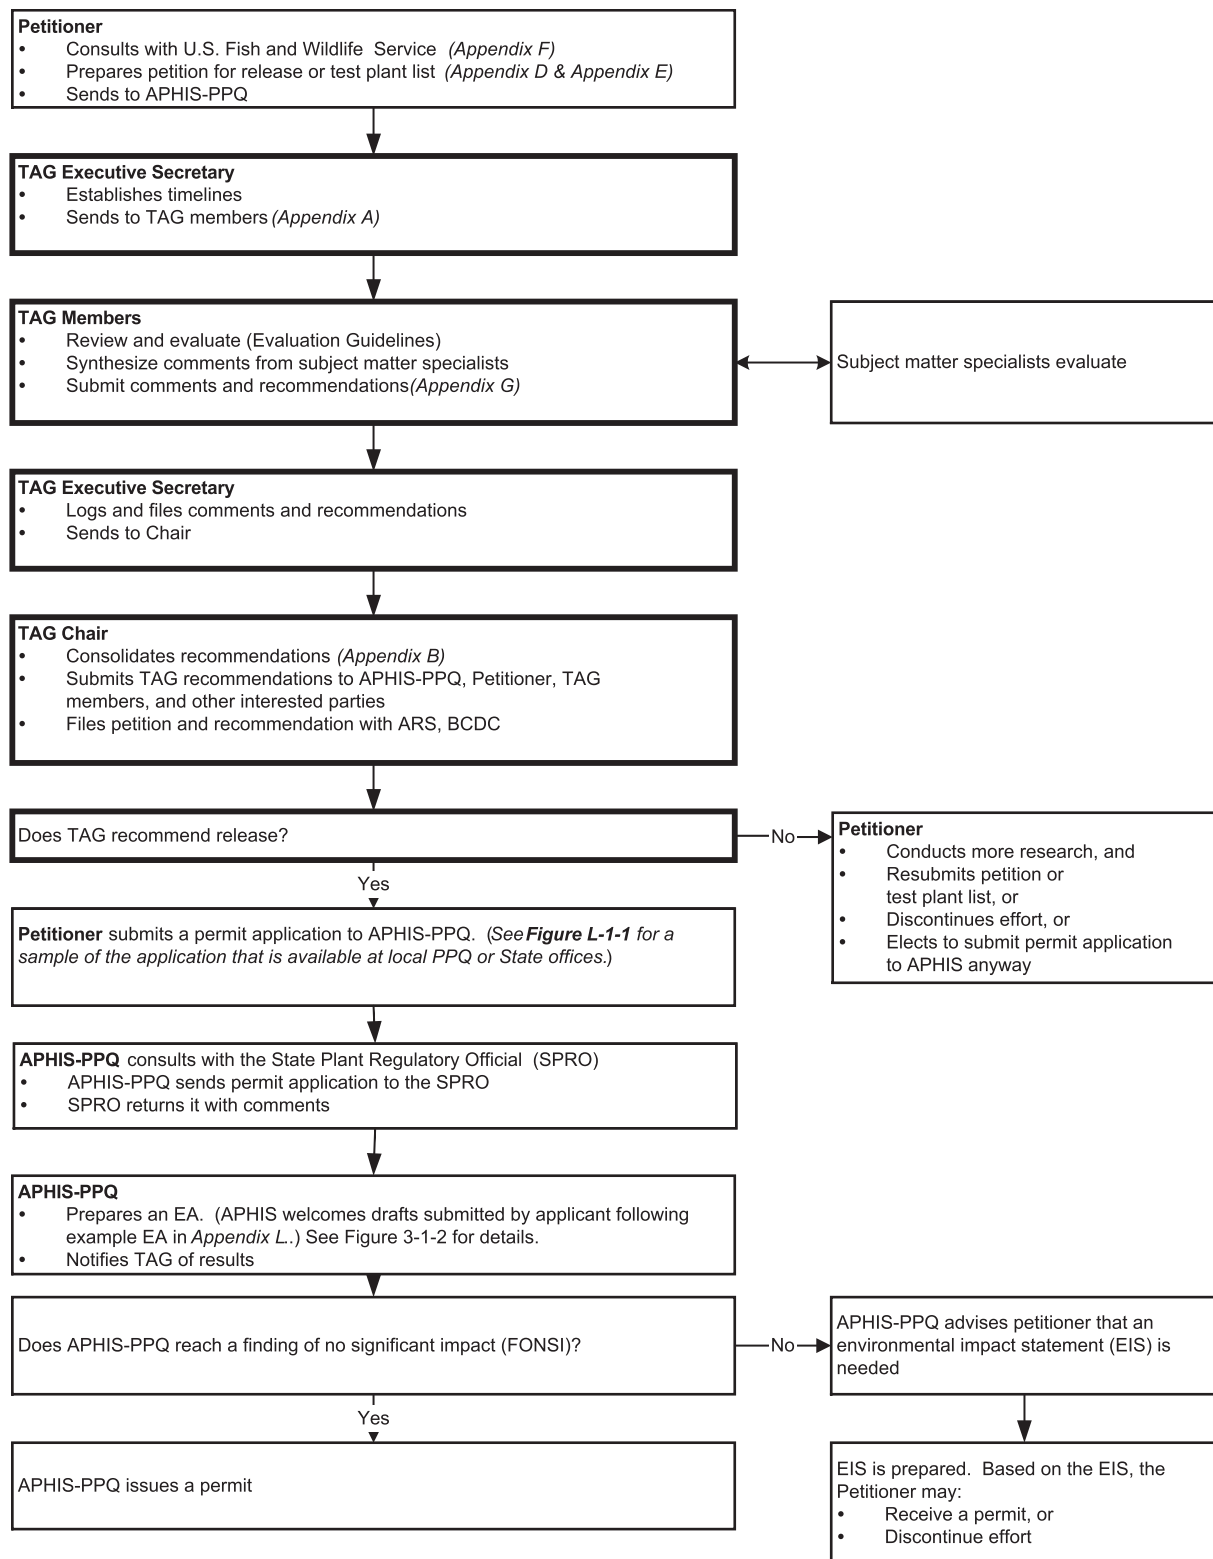 Petitioner
• Consults with U.S. Fish and Wildlife Service (Appendix F)
• Prepares petition for release or test plant list (Appendix D & Appendix E)
• Sends to APHIS-PPQ
TAG Executive Secretary
• Establishes timelines
• Sends to TAG members (Appendix A)
TAG Members
• Review and evaluate (Evaluation Guidelines)
• Synthesize comments from subject matter specialists
• Submit comments and recommendations(Appendix G)
Subject matter specialists evaluate
TAG Executive Secretary
• Logs and files comments and recommendations
• Sends to Chair
TAG Chair
• Consolidates recommendations (Appendix B)
• Submits TAG recommendations to APHIS-PPQ, Petitioner, TAG
members, and other interested parties
• Files petition and recommendation with ARS, BCDC
Does TAG recommend release?
No
Petitioner
• Conducts more research, and
• Resubmits petition or
test plant list, or
• Discontinues effort, or
• Elects to submit permit application
to APHIS anyway
Yes
Petitioner submits a permit application to APHIS-PPQ. (See Figure L-1-1 for a
sample of the application that is available at local PPQ or State offices.)
APHIS-PPQ consults with the State Plant Regulatory Official (SPRO)
• APHIS-PPQ sends permit application to the SPRO
• SPRO returns it with comments
APHIS-PPQ
• Prepares an EA. (APHIS welcomes drafts submitted by applicant following
example EA in Appendix L..) See Figure 3-1-2 for details.
• Notifies TAG of results
Does APHIS-PPQ reach a finding of no significant impact (FONSI)?
No
APHIS-PPQ advises petitioner that an
environmental impact statement (EIS) is
needed
Yes
APHIS-PPQ issues a permit
EIS is prepared. Based on the EIS, the
Petitioner may:
• Receive a permit, or
• Discontinue effort